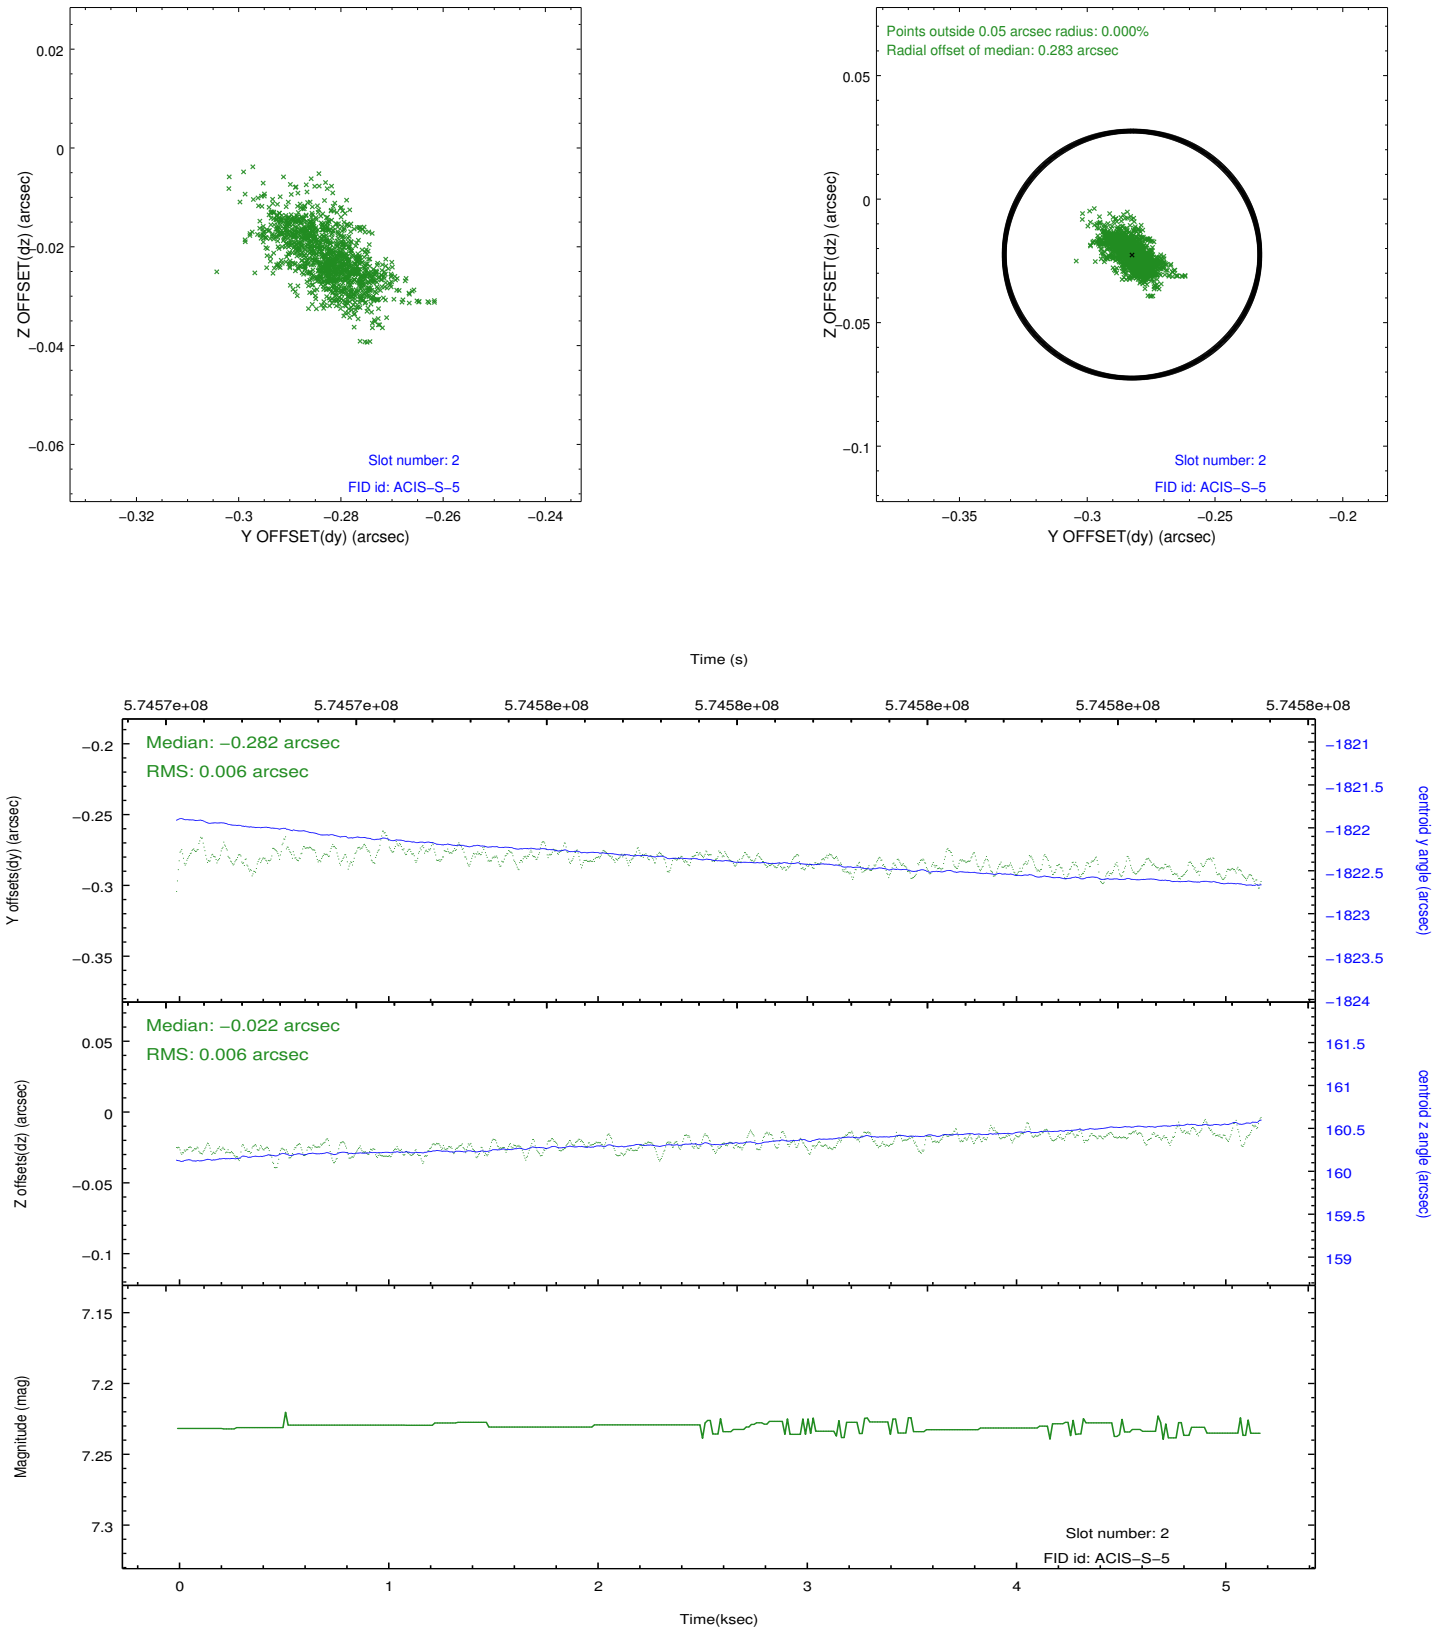 0.02
0
−0.02
−0.04
−0.06
Z OFFSET(dz) (arcsec)
Slot number: 2
FID id: ACIS−S−5
−0.32
−0.3
−0.28
−0.26
−0.24
Y OFFSET(dy) (arcsec)
Points outside 0.05 arcsec radius: 0.000%
Radial offset of median: 0.283 arcsec
0.05
0
−0.05
−0.1
Z OFFSET(dz) (arcsec)
Slot number: 2
FID id: ACIS−S−5
−0.35
−0.3
−0.25
−0.2
Y OFFSET(dy) (arcsec)
Time (s)
5.7457e+08 5.7457e+08 5.7458e+08 5.7458e+08 5.7458e+08 5.7458e+08 5.7458e+08
Median: −0.282 arcsec
RMS: 0.006 arcsec
−0.2
−0.25
−0.3
−0.35
Y offsets(dy) (arcsec)
−1821
−1821.5
−1822
−1822.5
−1823
−1823.5
−1824
centroid y angle (arcsec)
Median: −0.022 arcsec
RMS: 0.006 arcsec
0.05
0
−0.05
−0.1
Z offsets(dz) (arcsec)
161.5
161
160.5
160
159.5
159
centroid z angle (arcsec)
7.15
7.2
7.25
7.3
Magnitude (mag)
Slot number: 2
FID id: ACIS−S−5
0 1 2 3 4 5
Time(ksec)